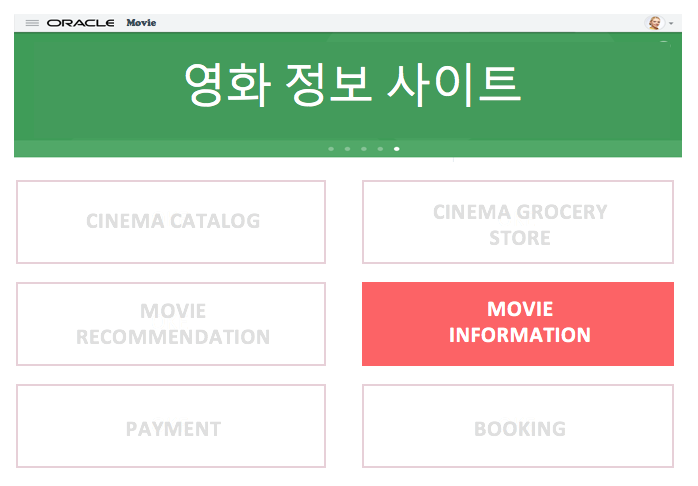 ORACLE Movie
영화 정보 사이트
CINEMA CATALOG
CINEMA GROCERY
STORE
MOVIE
RECOMMENDATION
MOVIE
INFORMATION
PAYMENT
BOOKING